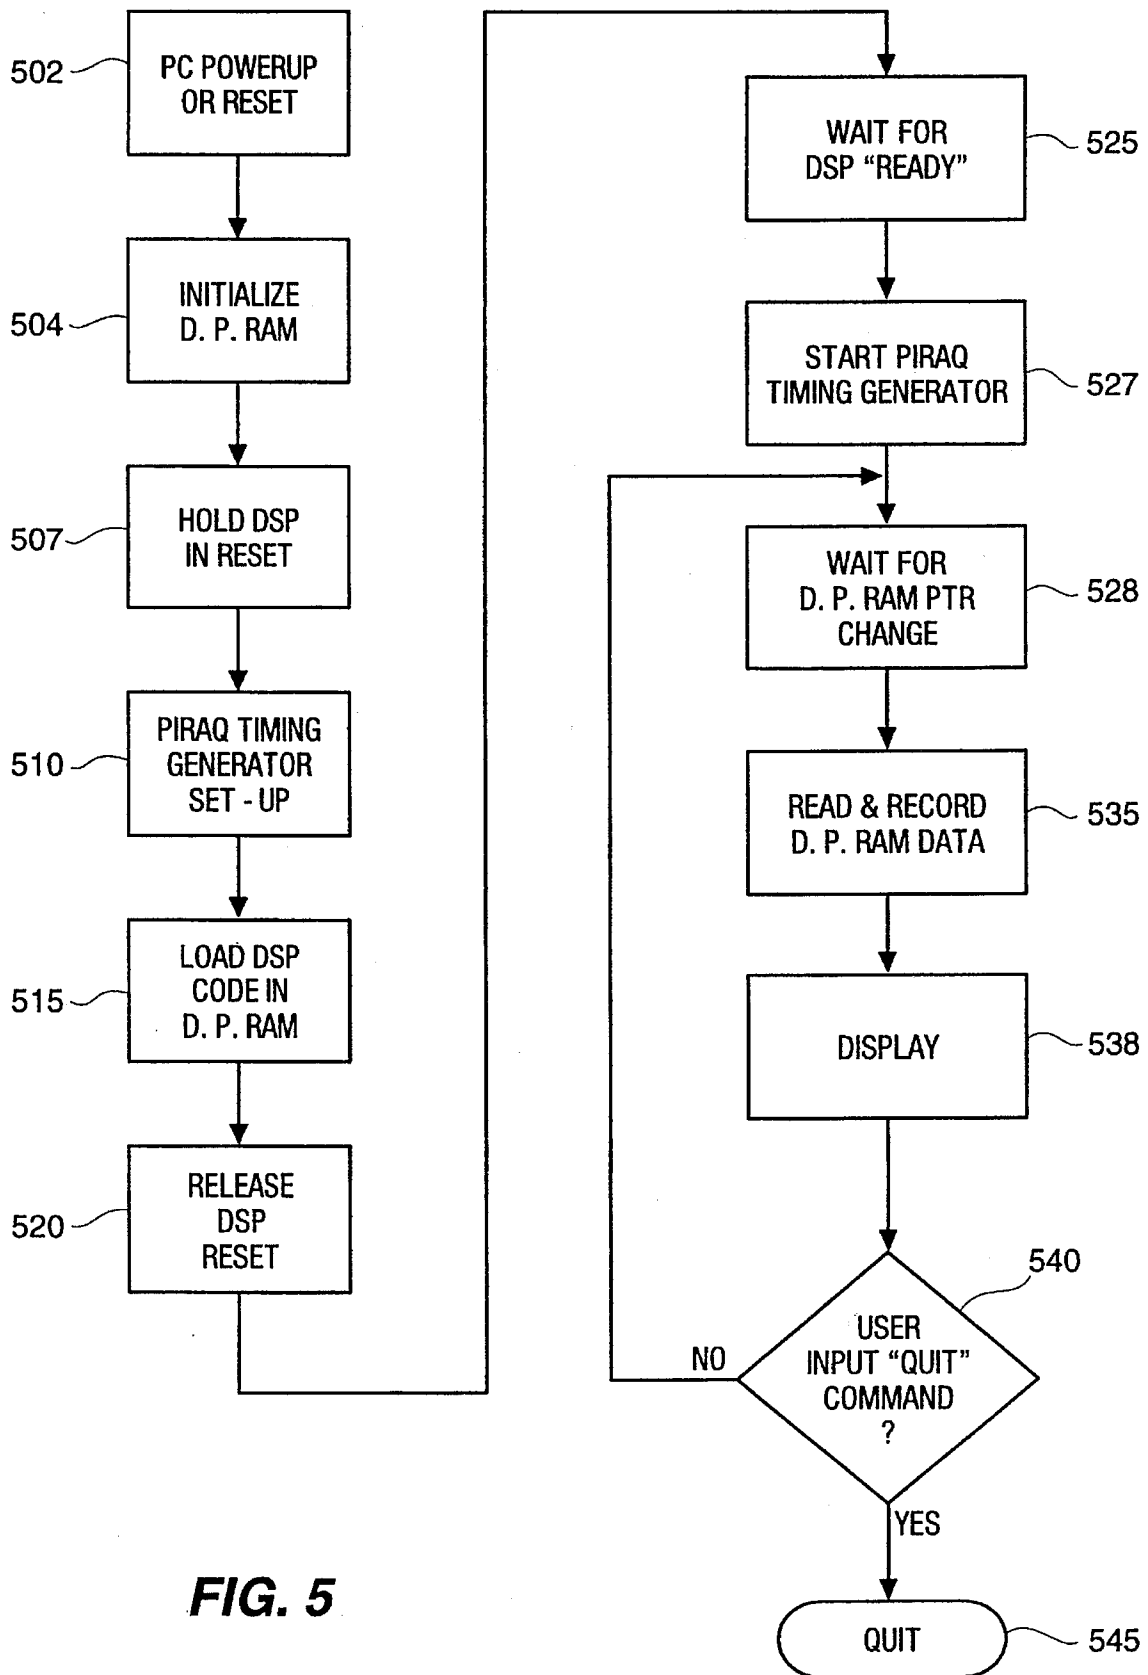 502
PC POWERUP
OR RESET
504
INITIALIZE
D. P. RAM
507
HOLD DSP
IN RESET
510
PIRAQ TIMING
GENERATOR
SET - UP
515
LOAD DSP
CODE IN
D. P. RAM
520
RELEASE
DSP
RESET
WAIT FOR
DSP “READY”
525
START PIRAQ
TIMING GENERATOR
527
WAIT FOR
D. P. RAM PTR
CHANGE
528
READ & RECORD
D. P. RAM DATA
535
DISPLAY
538
540
USER
INPUT “QUIT”
COMMAND
?
NO
YES
QUIT
545
FIG. 5